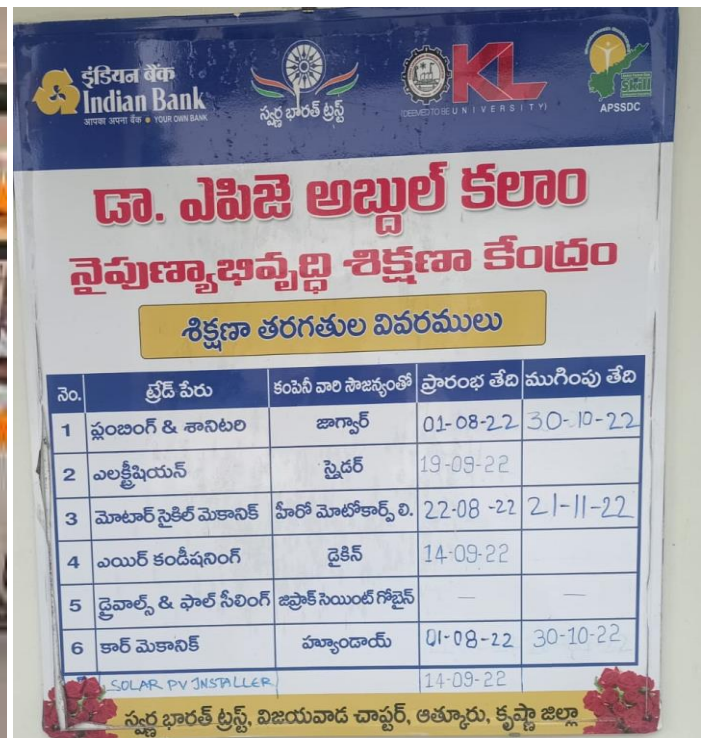 इंडियन बैंक
Indian Bank
आपका अपना बैंक YOUR OWN BANK
స్వర్ణ భారత్ ట్రస్ట్
KL
(DEEMED TO BE UNIVERSITY)
skill
APSSDC
డా. ఎపిజె అబ్దుల్ కలాం
నైపుణ్యాభివృద్ధి శిక్షణా కేంద్రం
శిక్షణా తరగతుల వివరములు
నెం. ట్రేడ్ పేరు కంపెనీ వారి సౌజన్యంతో ప్రారంభ తేది ముగింపు తేది
1 ప్లంబింగ్ & శానిటరి జాగ్వార్ 01-08-22 30-10-22
2 ఎలక్ట్రీషియన్ స్నైడర్ 19-09-22
3 మోటార్ సైకిల్ మెకానిక్ హీరో మోటోకార్ప్ లి. 22-08-22 21-11-22
4 ఎయిర్ కండీషనింగ్ డైకిన్ 14-09-22
5 డ్రైవాల్స్ & ఫాల్ సీలింగ్ జిప్రాక్ సెయింట్ గోబైన్ — —
6 కార్ మెకానిక్ హ్యూండాయ్ 01-08-22 30-10-22
SOLAR PV INSTALLER 14-09-22
స్వర్ణ భారత్ ట్రస్ట్, విజయవాడ చాప్టర్, ఆత్కూరు, కృష్ణా జిల్లా